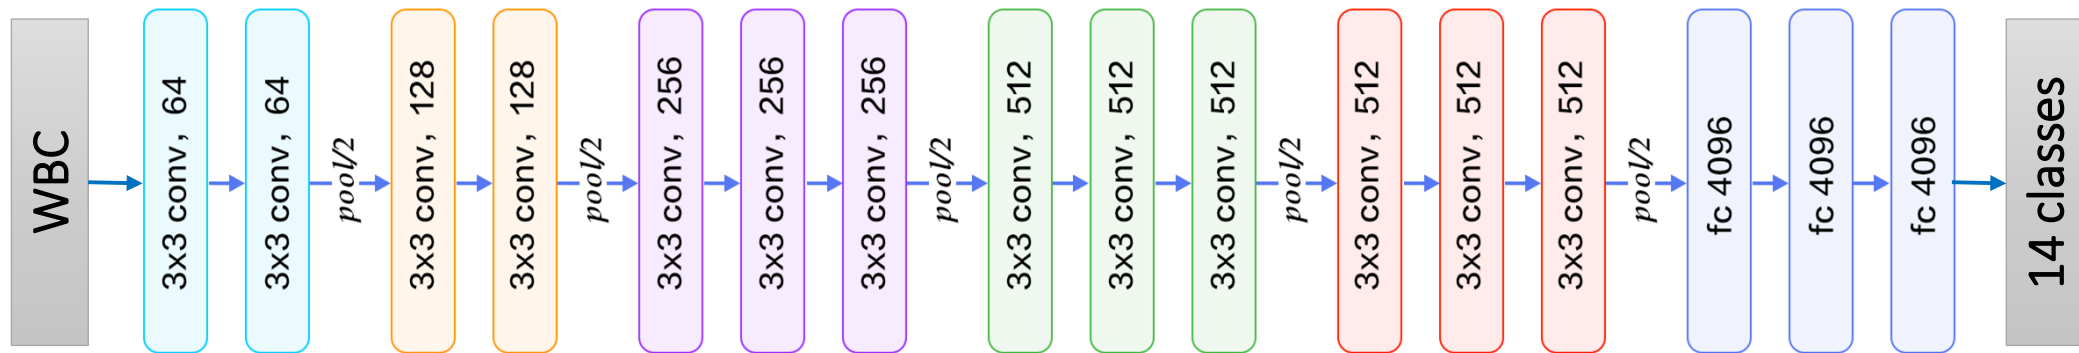 WBC
3x3 conv, 64
3x3 conv, 64
pool/2
3x3 conv, 128
3x3 conv, 128
pool/2
3x3 conv, 256
3x3 conv, 256
3x3 conv, 256
pool/2
3x3 conv, 512
3x3 conv, 512
3x3 conv, 512
pool/2
3x3 conv, 512
3x3 conv, 512
3x3 conv, 512
pool/2
fc 4096
fc 4096
fc 4096
14 classes